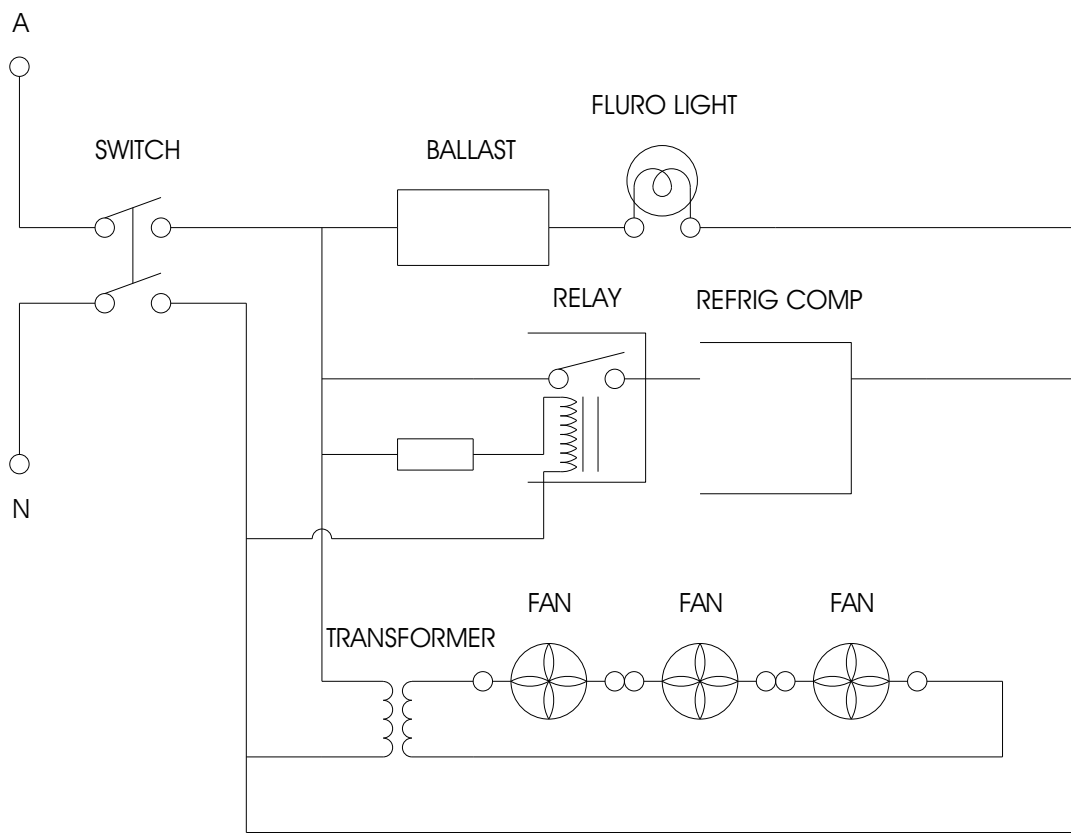 A
FLURO LIGHT
SWITCH
BALLAST
RELAY
REFRIG COMP
N
FAN
FAN
FAN
TRANSFORMER